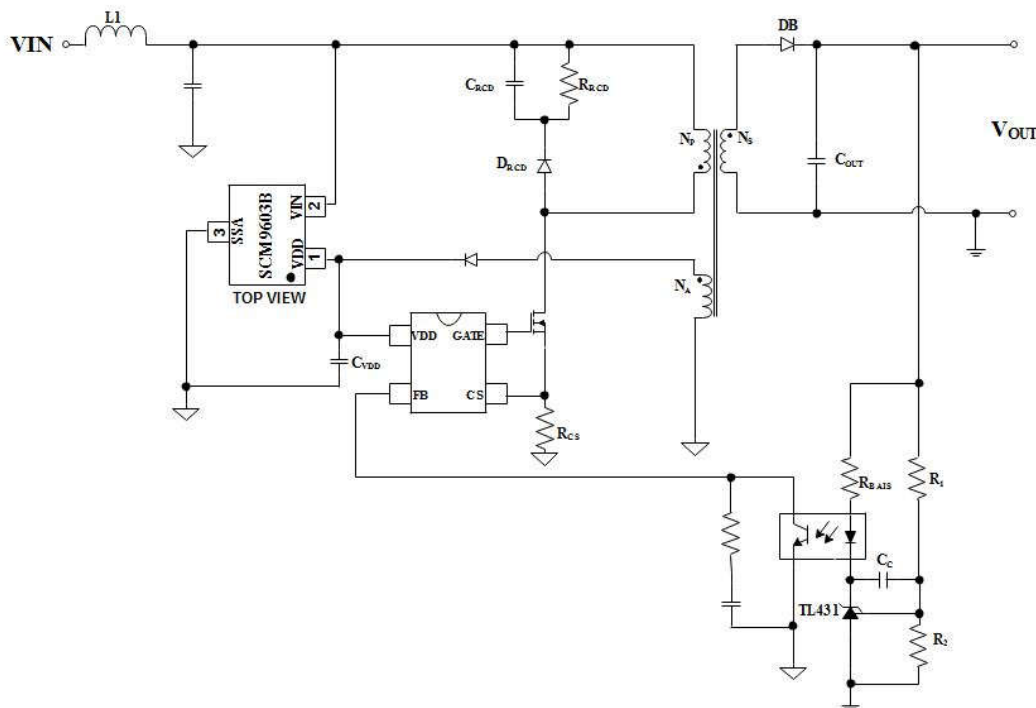 L1
VIN
DB
CRCD
RRCD
NP
NS
VOUT
DRCD
COUT
SCM9603B
VIN
2
SSA
3
VDD
1
TOP VIEW
NA
VDD
GATE
CVDD
FB
CS
RCS
RBAIS
R1
CC
TL431
R2